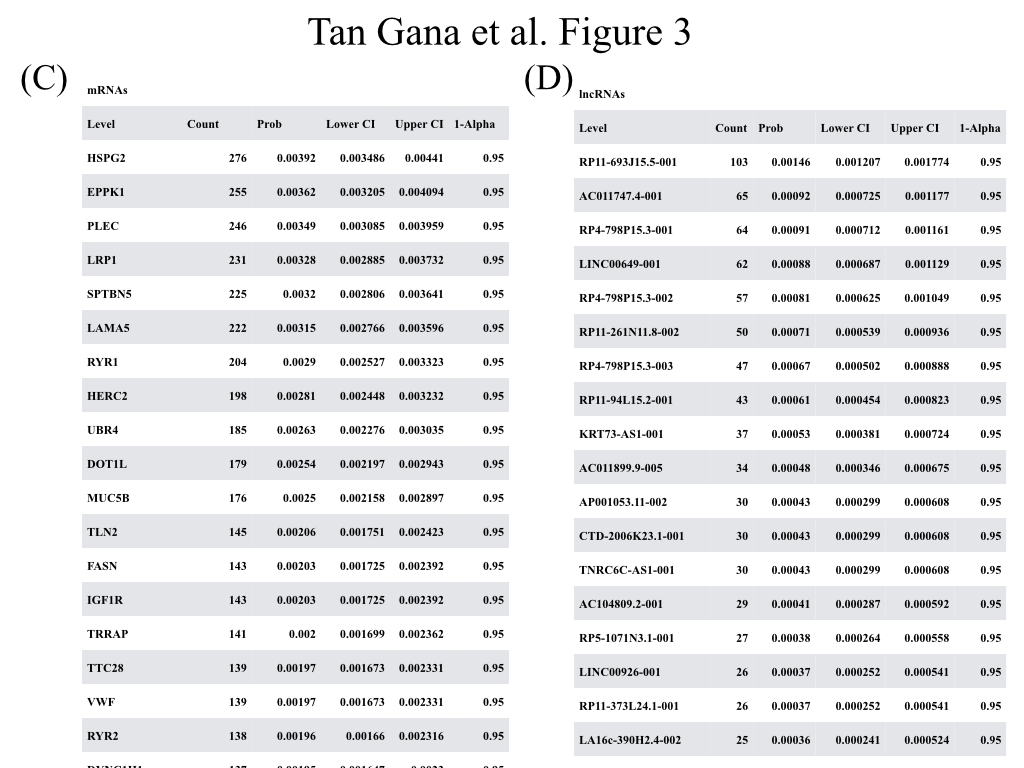 Tan Gana et al. Figure 3
(C)
mRNAs
Level Count Prob Lower CI Upper CI 1-Alpha
HSPG2 276 0.00392 0.003486 0.00441 0.95
EPPK1 255 0.00362 0.003205 0.004094 0.95
PLEC 246 0.00349 0.003085 0.003959 0.95
LRP1 231 0.00328 0.002885 0.003732 0.95
SPTBN5 225 0.0032 0.002806 0.003641 0.95
LAMA5 222 0.00315 0.002766 0.003596 0.95
RYR1 204 0.0029 0.002527 0.003323 0.95
HERC2 198 0.00281 0.002448 0.003232 0.95
UBR4 185 0.00263 0.002276 0.003035 0.95
DOT1L 179 0.00254 0.002197 0.002943 0.95
MUC5B 176 0.0025 0.002158 0.002897 0.95
TLN2 145 0.00206 0.001751 0.002423 0.95
FASN 143 0.00203 0.001725 0.002392 0.95
IGF1R 143 0.00203 0.001725 0.002392 0.95
TRRAP 141 0.002 0.001699 0.002362 0.95
TTC28 139 0.00197 0.001673 0.002331 0.95
VWF 139 0.00197 0.001673 0.002331 0.95
RYR2 138 0.00196 0.00166 0.002316 0.95
(D)
lncRNAs
Level Count Prob Lower CI Upper CI 1-Alpha
RP11-693J15.5-001 103 0.00146 0.001207 0.001774 0.95
AC011747.4-001 65 0.00092 0.000725 0.001177 0.95
RP4-798P15.3-001 64 0.00091 0.000712 0.001161 0.95
LINC00649-001 62 0.00088 0.000687 0.001129 0.95
RP4-798P15.3-002 57 0.00081 0.000625 0.001049 0.95
RP11-261N11.8-002 50 0.00071 0.000539 0.000936 0.95
RP4-798P15.3-003 47 0.00067 0.000502 0.000888 0.95
RP11-94L15.2-001 43 0.00061 0.000454 0.000823 0.95
KRT73-AS1-001 37 0.00053 0.000381 0.000724 0.95
AC011899.9-005 34 0.00048 0.000346 0.000675 0.95
AP001053.11-002 30 0.00043 0.000299 0.000608 0.95
CTD-2006K23.1-001 30 0.00043 0.000299 0.000608 0.95
TNRC6C-AS1-001 30 0.00043 0.000299 0.000608 0.95
AC104809.2-001 29 0.00041 0.000287 0.000592 0.95
RP5-1071N3.1-001 27 0.00038 0.000264 0.000558 0.95
LINC00926-001 26 0.00037 0.000252 0.000541 0.95
RP11-373L24.1-001 26 0.00037 0.000252 0.000541 0.95
LA16c-390H2.4-002 25 0.00036 0.000241 0.000524 0.95